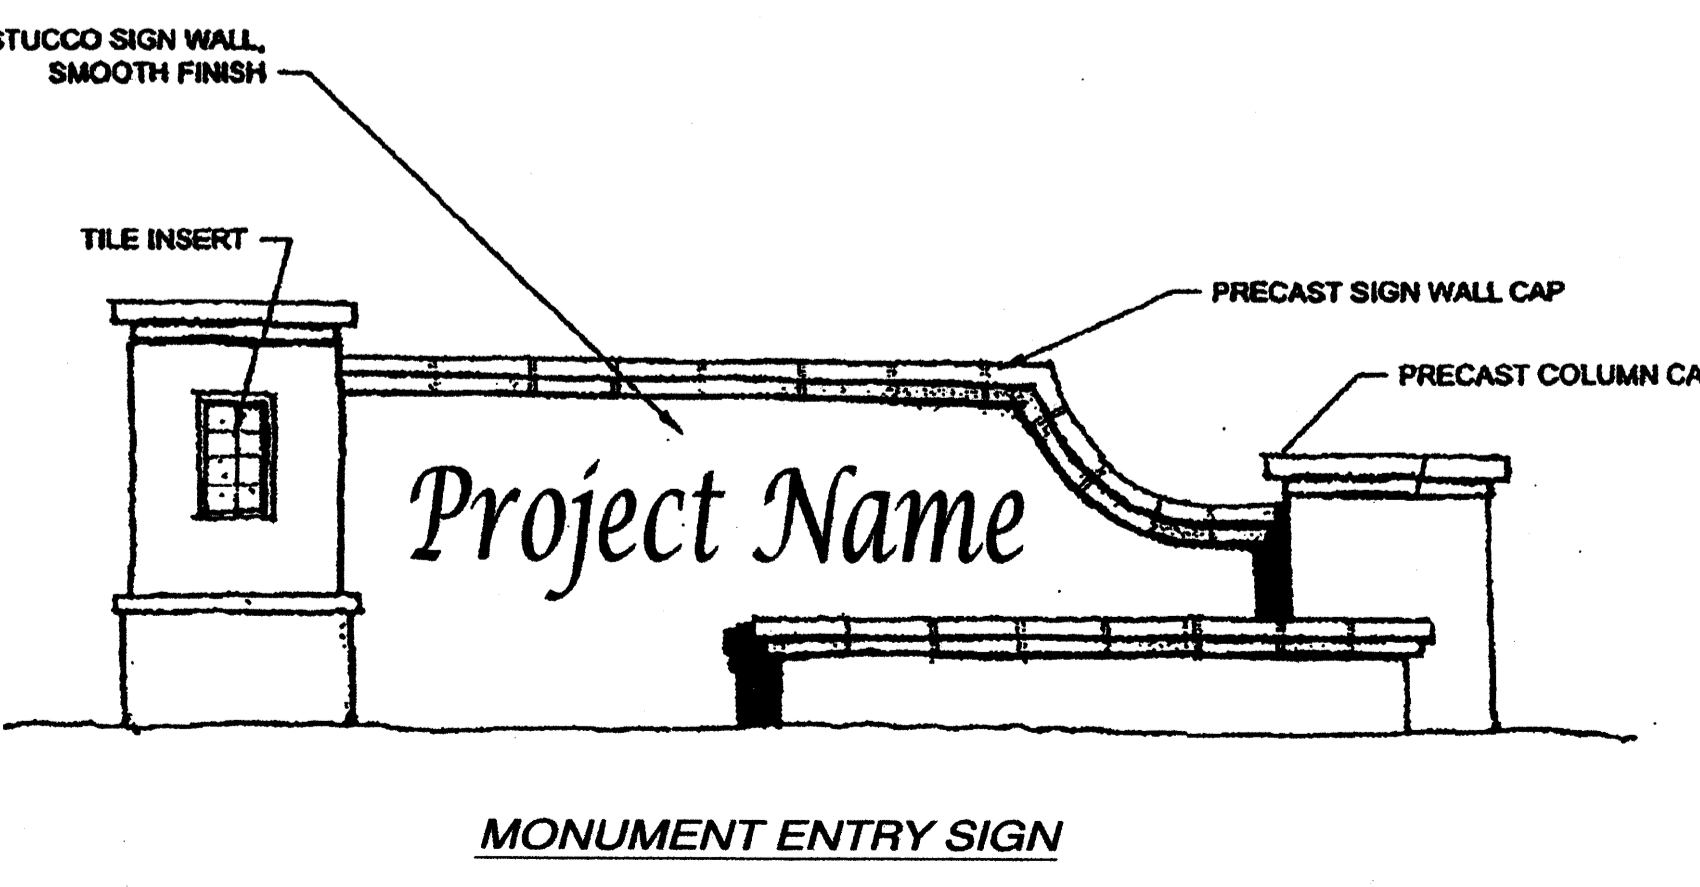 STUCCO SIGN WALL,
SMOOTH FINISH
TILE INSERT
PRECAST SIGN WALL CAP
PRECAST COLUMN CA
Project Name
MONUMENT ENTRY SIGN